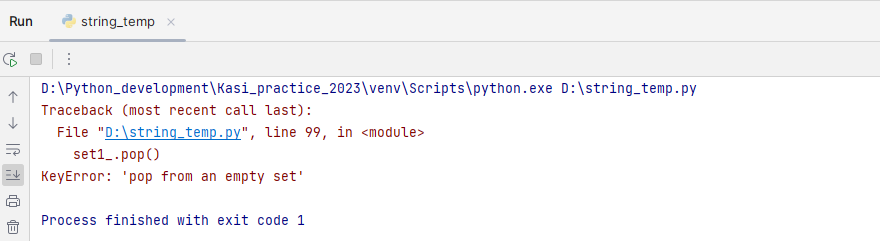 Run string_temp
D:\Python_development\Kasi_practice_2023\venv\Scripts\python.exe D:\string_temp.py
Traceback (most recent call last):
  File "D:\string_temp.py", line 99, in <module>
    set1_.pop()
KeyError: 'pop from an empty set'
Process finished with exit code 1